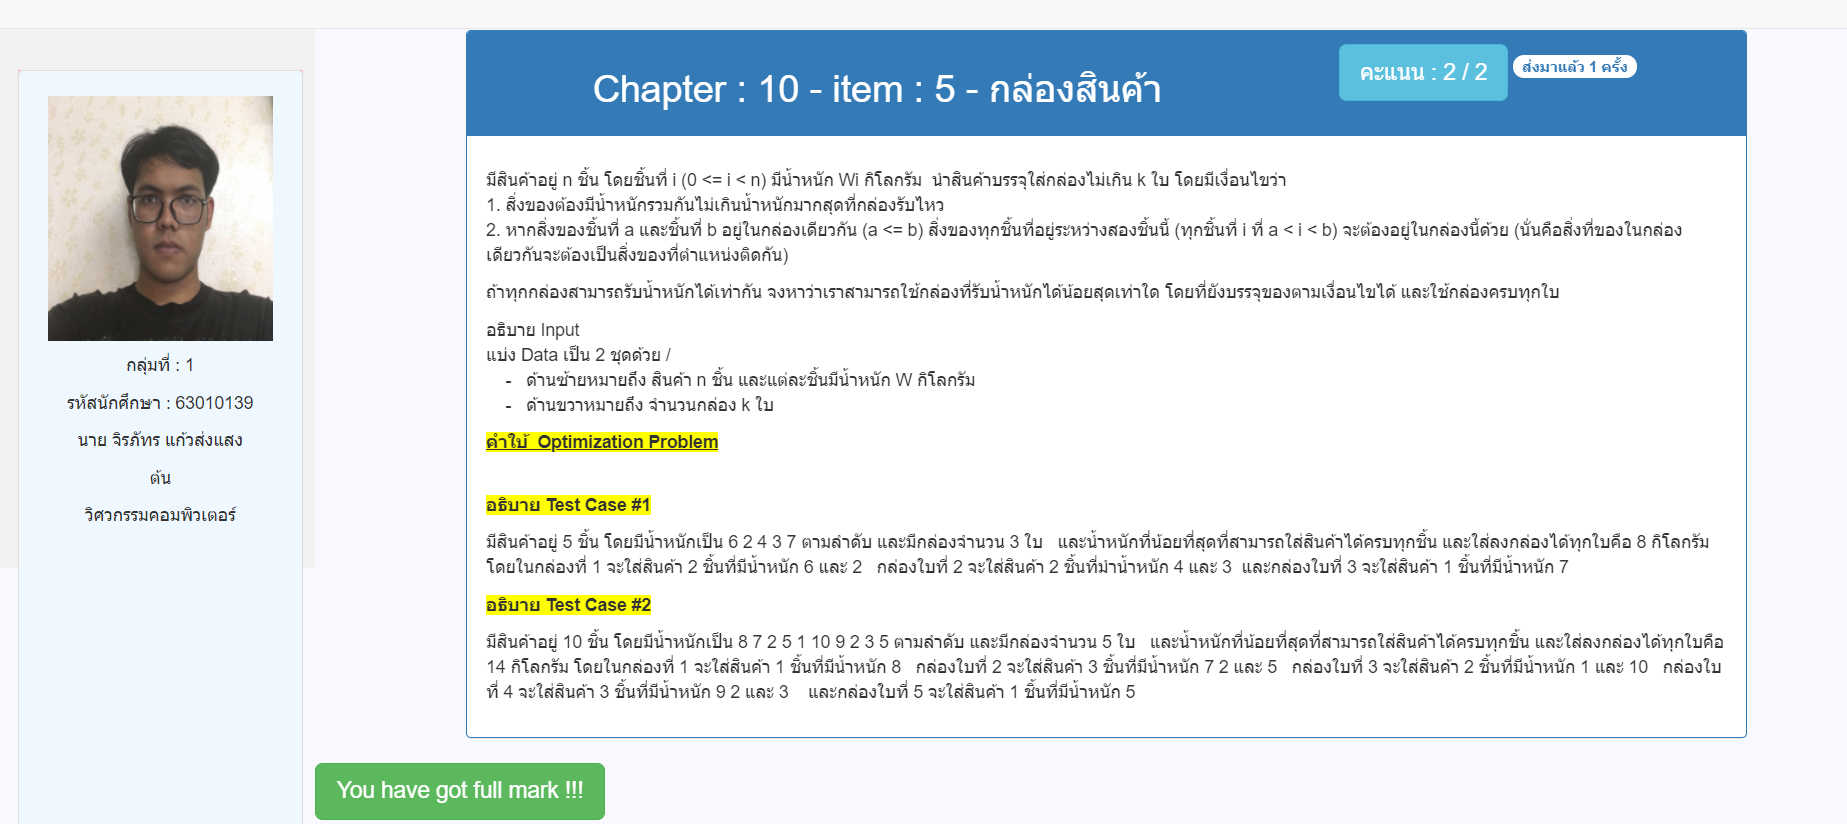 Chapter : 10 - item : 5 - กล่องสินค้า
คะแนน : 2 / 2
ส่งมาแล้ว 1 ครั้ง
กลุ่มที่ : 1
รหัสนักศึกษา : 63010139
นาย จิรภัทร แก้วส่งแสง
ต้น
วิศวกรรมคอมพิวเตอร์
มีสินค้าอยู่ n ชิ้น โดยชิ้นที่ i (0 <= i < n) มีน้ำหนัก Wi กิโลกรัม นำสินค้าบรรจุใส่กล่องไม่เกิน k ใบ โดยมีเงื่อนไขว่า
1. สิ่งของต้องมีน้ำหนักรวมกันไม่เกินน้ำหนักมากสุดที่กล่องรับไหว
2. หากสิ่งของชิ้นที่ a และชิ้นที่ b อยู่ในกล่องเดียวกัน (a <= b) สิ่งของทุกชิ้นที่อยู่ระหว่างสองชิ้นนี้ (ทุกชิ้นที่ i ที่ a < i < b) จะต้องอยู่ในกล่องนี้ด้วย (นั่นคือสิ่งที่ของในกล่อง
เดียวกันจะต้องเป็นสิ่งของที่ตำแหน่งติดกัน)
ถ้าทุกกล่องสามารถรับน้ำหนักได้เท่ากัน จงหาว่าเราสามารถใช้กล่องที่รับน้ำหนักได้น้อยสุดเท่าใด โดยที่ยังบรรจุของตามเงื่อนไขได้ และใช้กล่องครบทุกใบ
อธิบาย Input
แบ่ง Data เป็น 2 ชุดด้วย /
- ด้านซ้ายหมายถึง สินค้า n ชิ้น และแต่ละชิ้นมีน้ำหนัก W กิโลกรัม
- ด้านขวาหมายถึง จำนวนกล่อง k ใบ
คำใบ้ Optimization Problem
อธิบาย Test Case #1
มีสินค้าอยู่ 5 ชิ้น โดยมีน้ำหนักเป็น 6 2 4 3 7 ตามลำดับ และมีกล่องจำนวน 3 ใบ และน้ำหนักที่น้อยที่สุดที่สามารถใส่สินค้าได้ครบทุกชิ้น และใส่ลงกล่องได้ทุกใบคือ 8 กิโลกรัม
โดยในกล่องที่ 1 จะใส่สินค้า 2 ชิ้นที่มีน้ำหนัก 6 และ 2 กล่องใบที่ 2 จะใส่สินค้า 2 ชิ้นที่ม่าน้ำหนัก 4 และ 3 และกล่องใบที่ 3 จะใส่สินค้า 1 ชิ้นที่มีน้ำหนัก 7
อธิบาย Test Case #2
มีสินค้าอยู่ 10 ชิ้น โดยมีน้ำหนักเป็น 8 7 2 5 1 10 9 2 3 5 ตามลำดับ และมีกล่องจำนวน 5 ใบ และน้ำหนักที่น้อยที่สุดที่สามารถใส่สินค้าได้ครบทุกชิ้น และใส่ลงกล่องได้ทุกใบคือ
14 กิโลกรัม โดยในกล่องที่ 1 จะใส่สินค้า 1 ชิ้นที่มีน้ำหนัก 8 กล่องใบที่ 2 จะใส่สินค้า 3 ชิ้นที่มีน้ำหนัก 7 2 และ 5 กล่องใบที่ 3 จะใส่สินค้า 2 ชิ้นที่มีน้ำหนัก 1 และ 10 กล่องใบ
ที่ 4 จะใส่สินค้า 3 ชิ้นที่มีน้ำหนัก 9 2 และ 3 และกล่องใบที่ 5 จะใส่สินค้า 1 ชิ้นที่มีน้ำหนัก 5
You have got full mark !!!